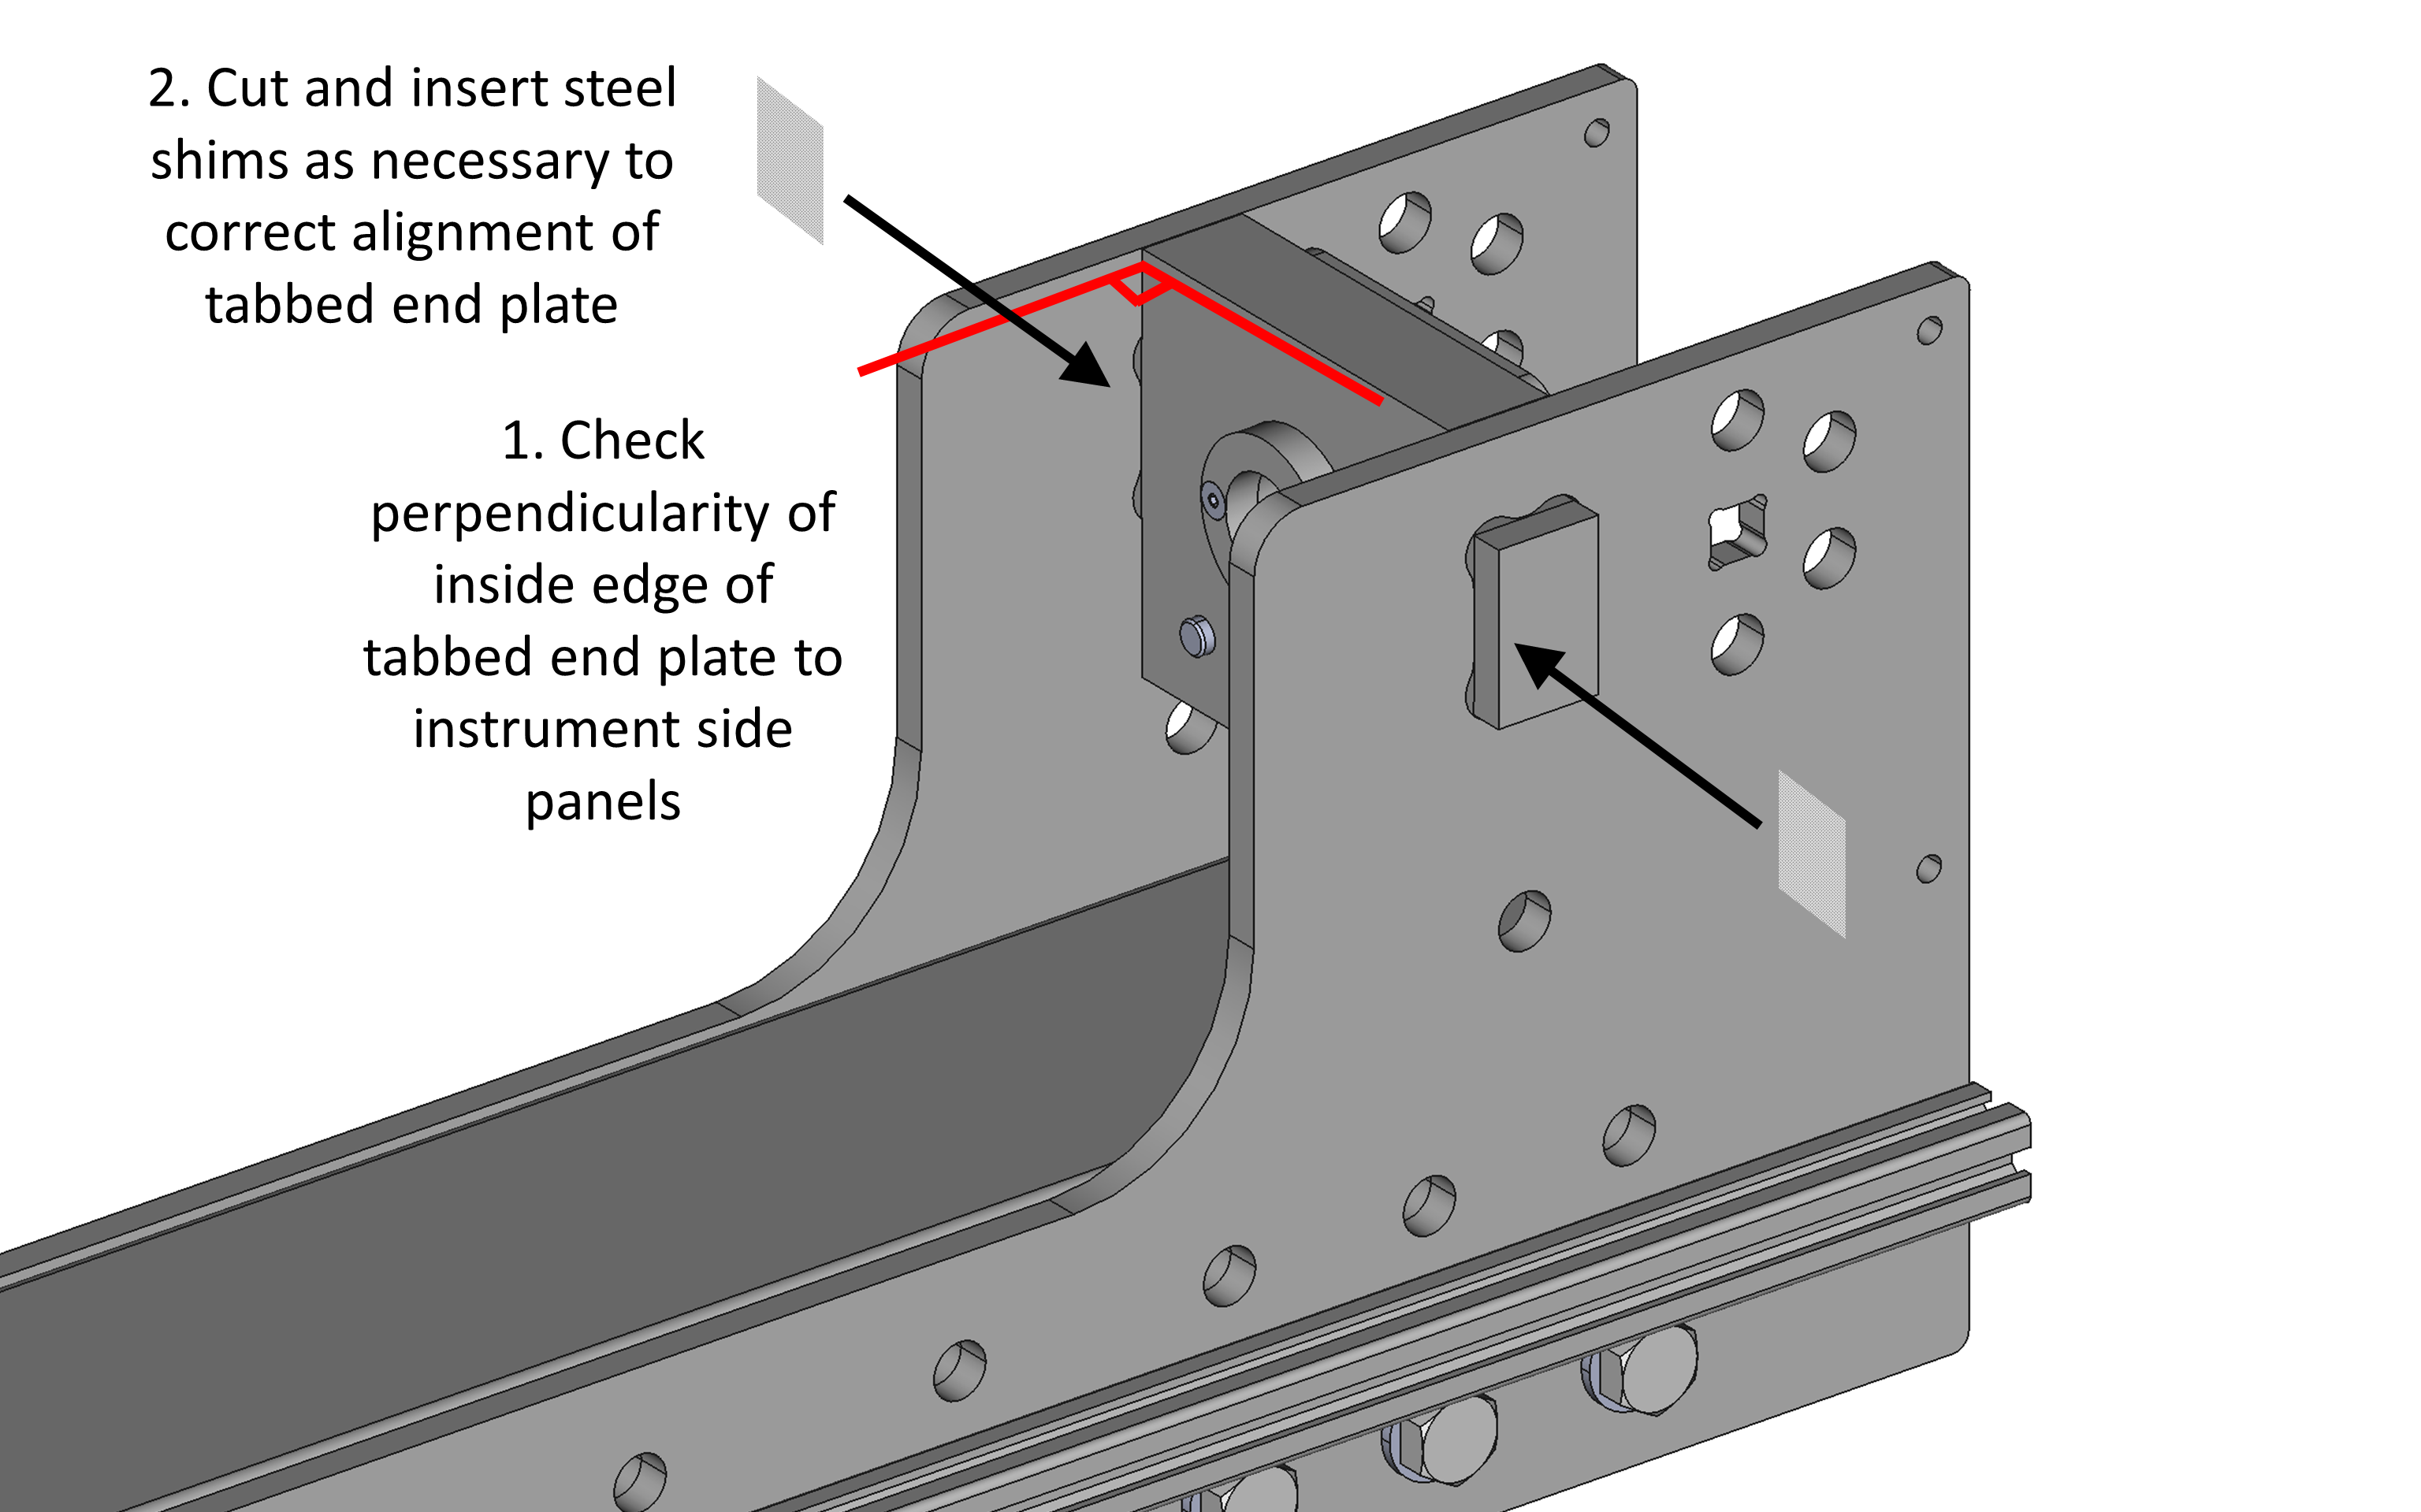 2. Cut and insert steel
shims as necessary to
correct alignment of
tabbed end plate
1. Check
perpendicularity of
inside edge of
tabbed end plate to
instrument side
panels